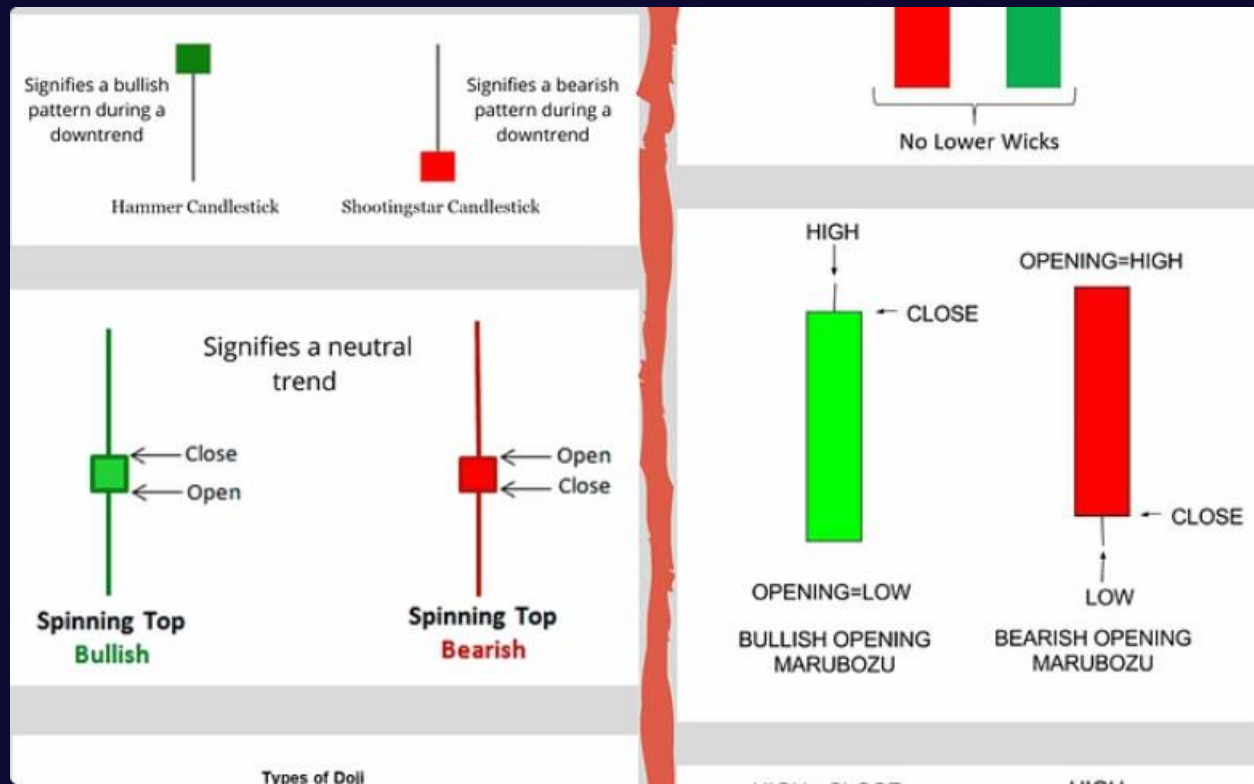 Signifies a bullish
pattern during a
downtrend
Hammer Candlestick
Signifies a bearish
pattern during a
downtrend
Shootingstar Candlestick
Signifies a neutral
trend
Close
Open
Spinning Top
Bullish
Open
Close
Spinning Top
Bearish
Types of Doji
No Lower Wicks
HIGH
CLOSE
OPENING=LOW
BULLISH OPENING
MARUBOZU
OPENING=HIGH
CLOSE
LOW
BEARISH OPENING
MARUBOZU
HIGH